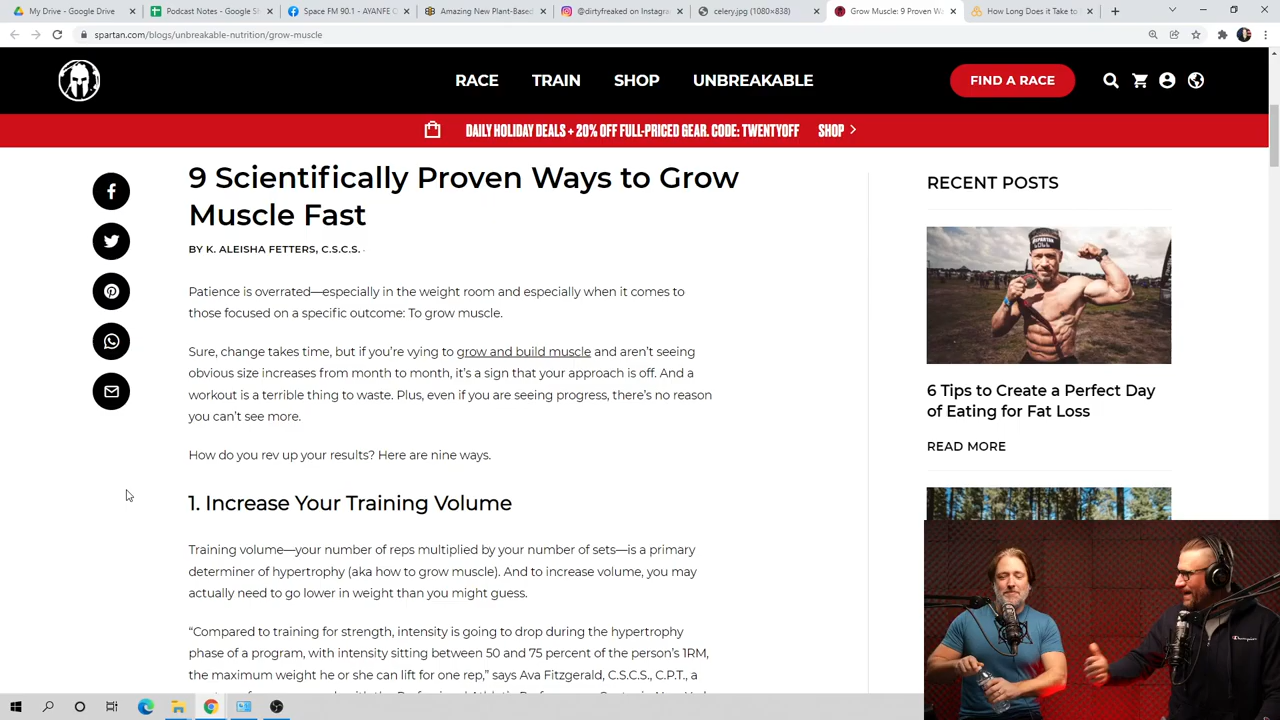 My Drive - Google Drive
Podcast Notes - Google Sh
Space FM 90.1 - AYANFE
Amazing New Plant-Based
@dirtyfreaked on Instagram
celery.jpg (1080×838)
Grow Muscle: 9 Proven W
How Long Does it Take to
spartan.com/blogs/unbreakable-nutrition/grow-muscle
RACE
TRAIN
SHOP
UNBREAKABLE
FIND A RACE
DAILY HOLIDAY DEALS + 20% OFF FULL-PRICED GEAR. CODE: TWENTYOFF
SHOP
9 Scientifically Proven Ways to Grow
Muscle Fast
BY K. ALEISHA FETTERS, C.S.C.S. ·
Patience is overrated—especially in the weight room and especially when it comes to
those focused on a specific outcome: To grow muscle.
Sure, change takes time, but if you’re vying to grow and build muscle and aren’t seeing
obvious size increases from month to month, it’s a sign that your approach is off. And a
workout is a terrible thing to waste. Plus, even if you are seeing progress, there’s no reason
you can’t see more.
How do you rev up your results? Here are nine ways.
1. Increase Your Training Volume
Training volume—your number of reps multiplied by your number of sets—is a primary
determiner of hypertrophy (aka how to grow muscle). And to increase volume, you may
actually need to go lower in weight than you might guess.
“Compared to training for strength, intensity is going to drop during the hypertrophy
phase of a program, with intensity sitting between 50 and 75 percent of the person’s 1RM,
the maximum weight he or she can lift for one rep,” says Ava Fitzgerald, C.S.C.S., C.P.T., a
RECENT POSTS
6 Tips to Create a Perfect Day
of Eating for Fat Loss
READ MORE
Champion